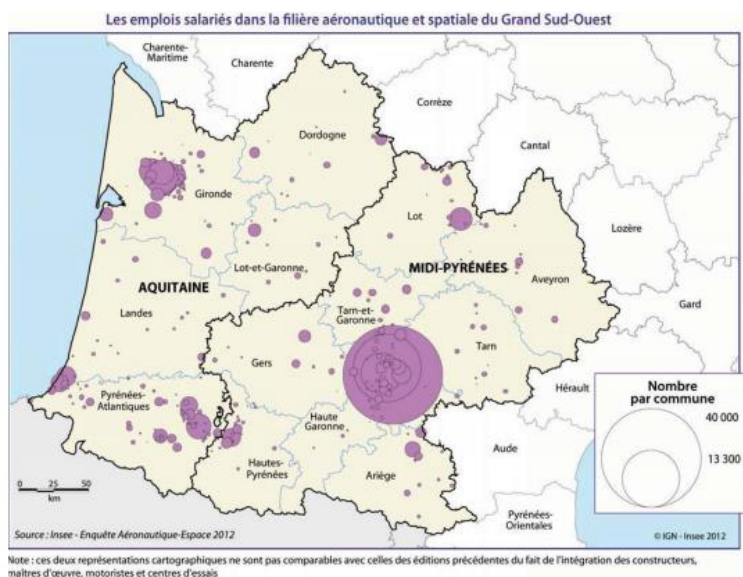 Les emplois salariés dans la filière aéronautique et spatiale du Grand Sud-Ouest
Charente-
Maritime
Charente
Corrèze
Dordogne
Cantal
Gironde
Lot
Lozère
Lot-et-Garonne
MIDI-PYRÉNÉES
Aveyron
AQUITAINE
Landes
Tarn-et-
Garonne
Gard
Gers
Tarn
Hérault
Pyrénées-
Atlantiques
Haute
Garonne
Hautes-
Pyrénées
Ariège
Aude
Pyrénées-
Orientales
Nombre
par commune
40 000
13 300
0 25 50
km
Source : Insee - Enquête Aéronautique-Espace 2012
© IGN - Insee 2012
Note : ces deux représentations cartographiques ne sont pas comparables avec celles des éditions précédentes du fait de l'intégration des constructeurs,
maîtres d'œuvre, motoristes et centres d'essais